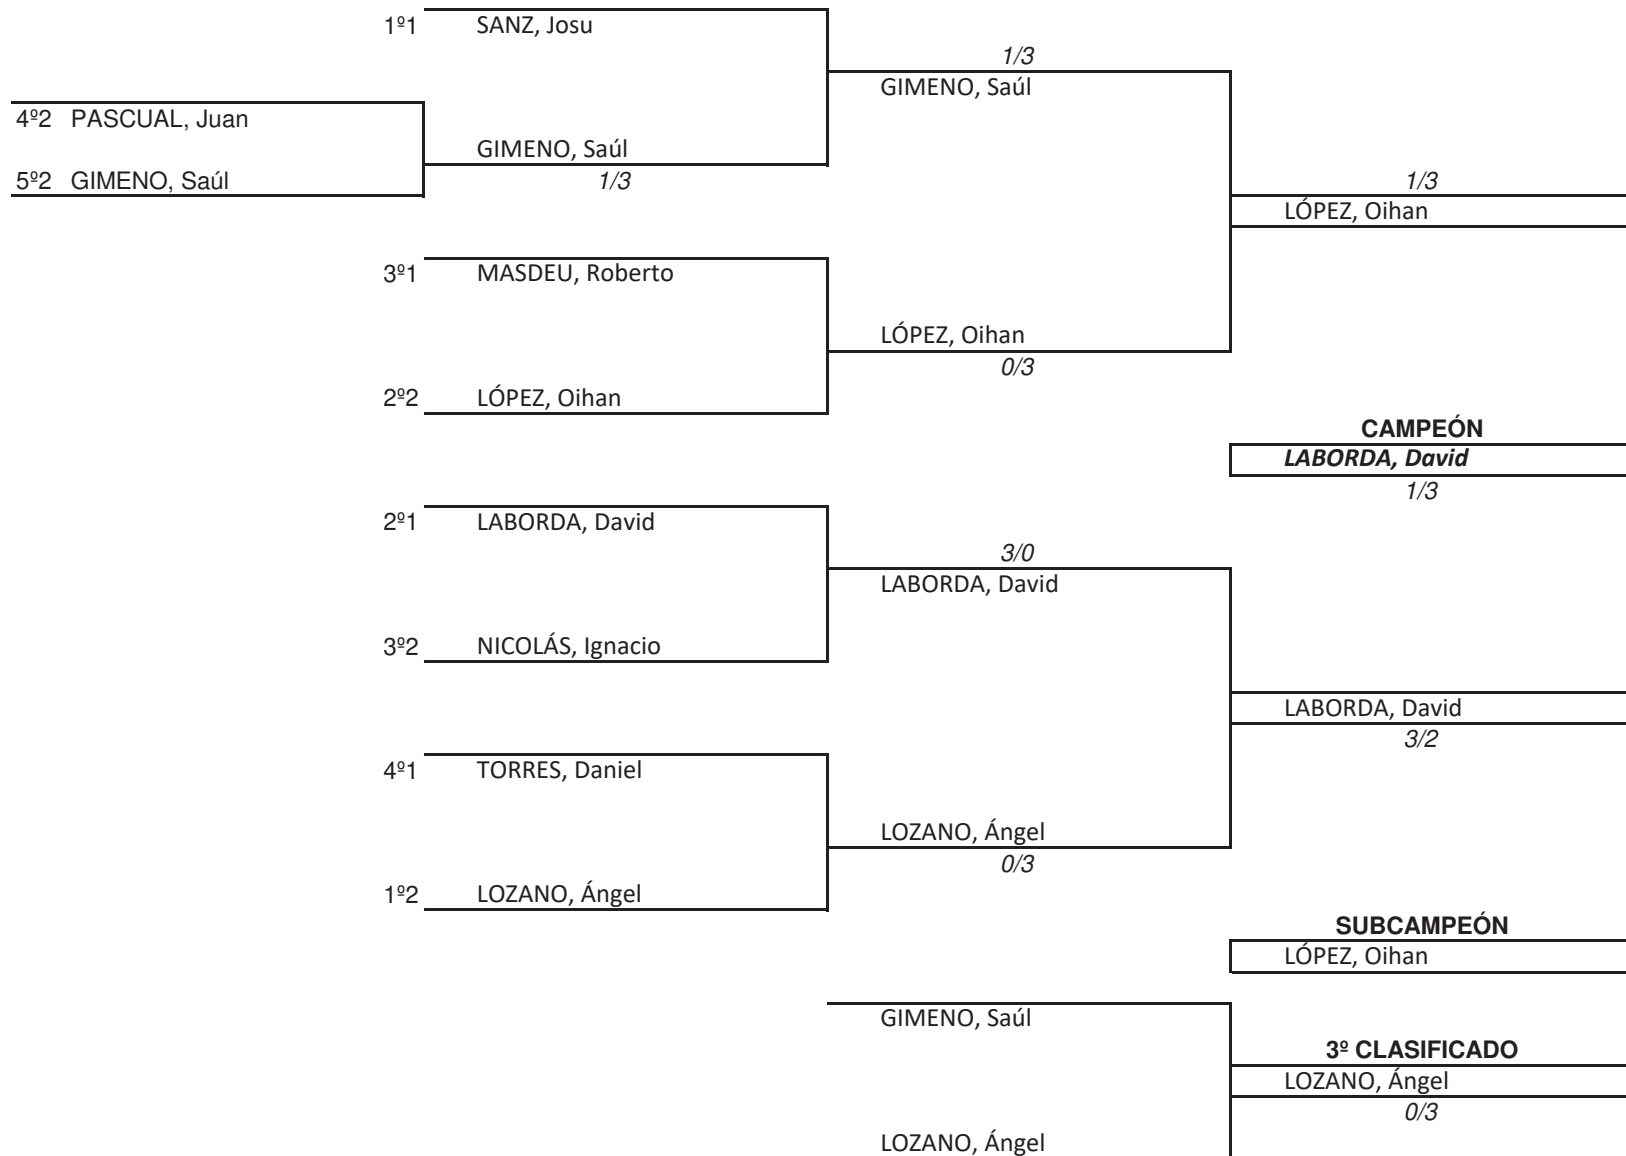 1º1 SANZ, Josu
1/3
GIMENO, Saúl
4º2 PASCUAL, Juan
GIMENO, Saúl
5º2 GIMENO, Saúl
1/3
1/3
LÓPEZ, Oihan
3º1 MASDEU, Roberto
LÓPEZ, Oihan
0/3
2º2 LÓPEZ, Oihan
CAMPEÓN
LABORDA, David
1/3
2º1 LABORDA, David
3/0
LABORDA, David
3º2 NICOLÁS, Ignacio
LABORDA, David
3/2
4º1 TORRES, Daniel
LOZANO, Ángel
0/3
1º2 LOZANO, Ángel
SUBCAMPEÓN
LÓPEZ, Oihan
GIMENO, Saúl
3º CLASIFICADO
LOZANO, Ángel
0/3
LOZANO, Ángel